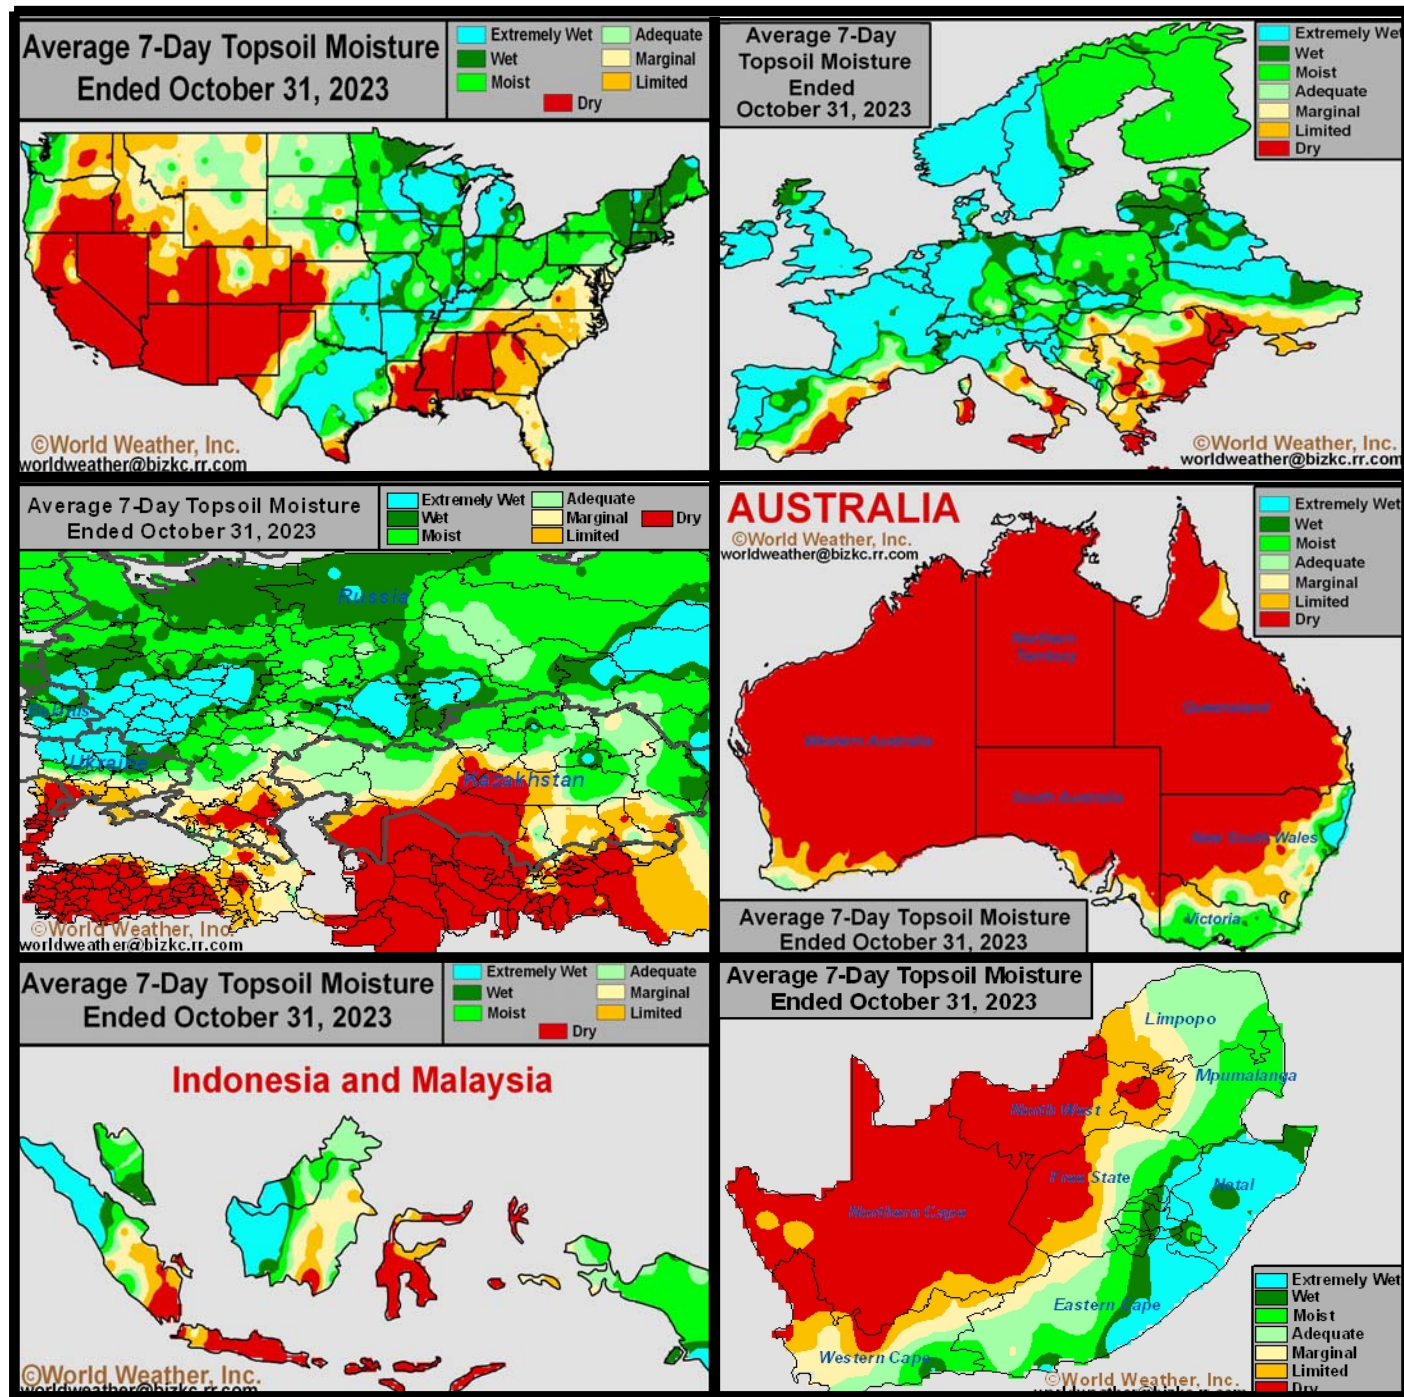 Average 7-Day Topsoil Moisture
Ended October 31, 2023
Extremely Wet
Adequate
Wet
Marginal
Moist
Limited
Dry
©World Weather, Inc.
worldweather@bizkc.rr.com
Average 7-Day
Topsoil Moisture
Ended
October 31, 2023
Extremely Wet
Wet
Moist
Adequate
Marginal
Limited
Dry
©World Weather, Inc.
worldweather@bizkc.rr.com
Average 7-Day Topsoil Moisture
Ended October 31, 2023
Extremely Wet
Adequate
Wet
Marginal
Dry
Moist
Limited
Russia
Belarus
Ukraine
Kazakhstan
©World Weather, Inc.
worldweather@bizkc.rr.com
AUSTRALIA
©World Weather, Inc.
worldweather@bizkc.rr.com
Extremely Wet
Wet
Moist
Adequate
Marginal
Limited
Dry
Northern
Territory
Queensland
Western Australia
South Australia
New South Wales
Victoria
Average 7-Day Topsoil Moisture
Ended October 31, 2023
Average 7-Day Topsoil Moisture
Ended October 31, 2023
Extremely Wet
Adequate
Wet
Marginal
Moist
Limited
Dry
Indonesia and Malaysia
©World Weather, Inc.
worldweather@bizkc.rr.com
Average 7-Day Topsoil Moisture
Ended October 31, 2023
Limpopo
Mpumalanga
North West
Free State
Natal
Northern Cape
Eastern Cape
Western Cape
Extremely Wet
Wet
Moist
Adequate
Marginal
Limited
Dry
©World Weather, Inc.